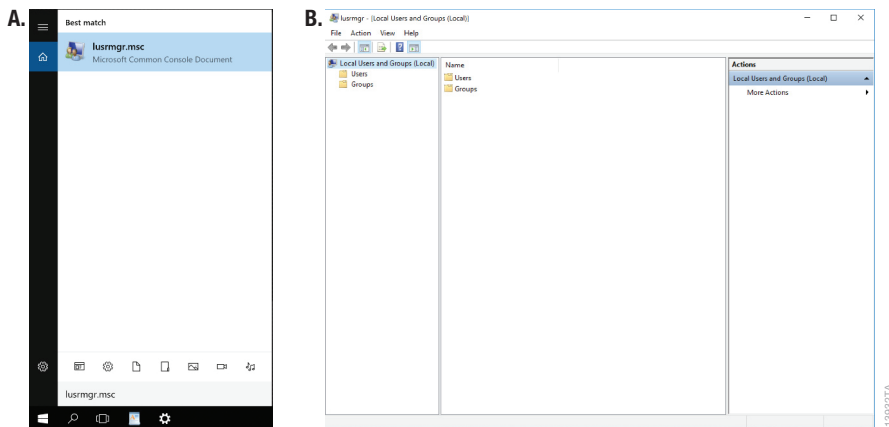 A.
Best match
lusrmgr.msc
Microsoft Common Console Document
lusrmgr.msc
B.
lusrmgr - [Local Users and Groups (Local)]
File Action View Help
Local Users and Groups (Local)
Users
Groups
Name
Users
Groups
Actions
Local Users and Groups (Local)
More Actions
12932TA